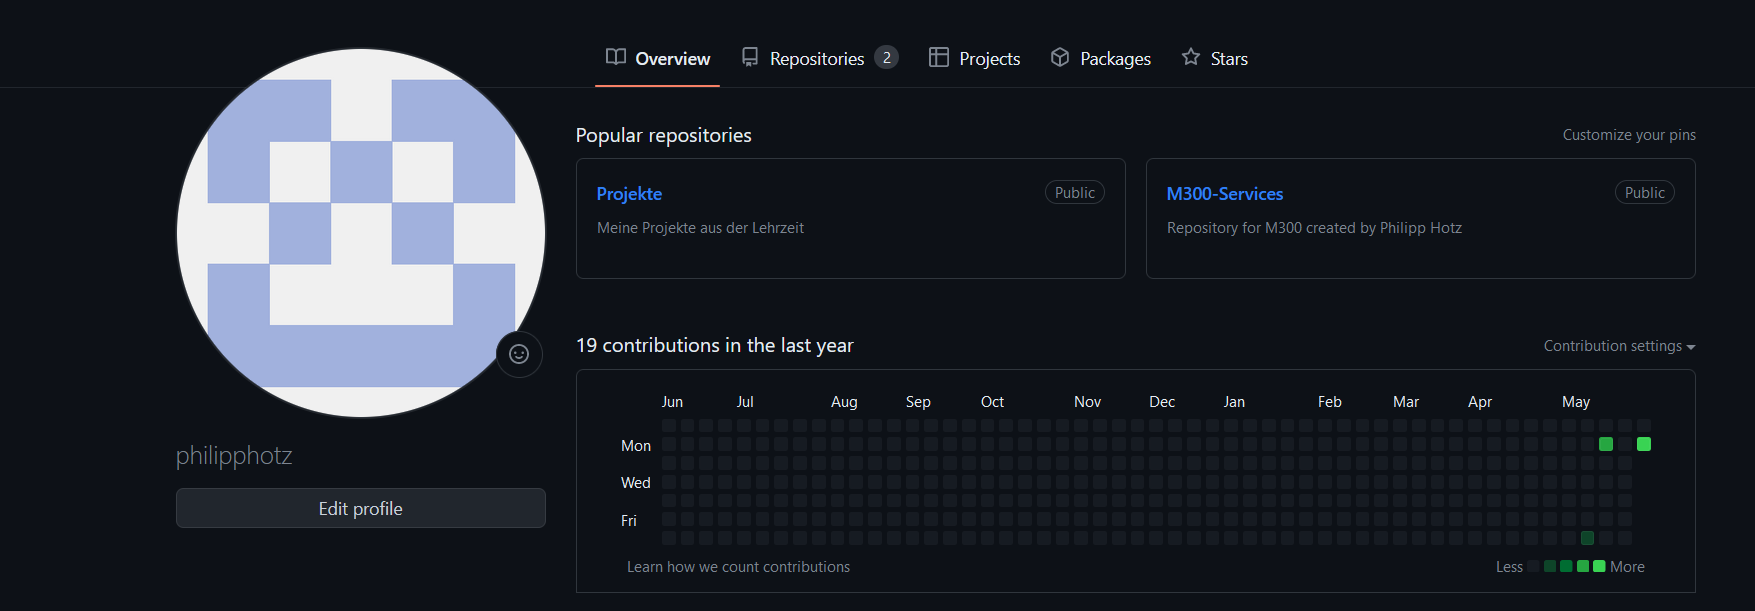 Overview Repositories 2 Projects Packages Stars
Popular repositories Customize your pins
Projekte Public
Meine Projekte aus der Lehrzeit
M300-Services Public
Repository for M300 created by Philipp Hotz
19 contributions in the last year Contribution settings
Jun Jul Aug Sep Oct Nov Dec Jan Feb Mar Apr May
Mon
Wed
Fri
Learn how we count contributions Less More
philipphotz
Edit profile